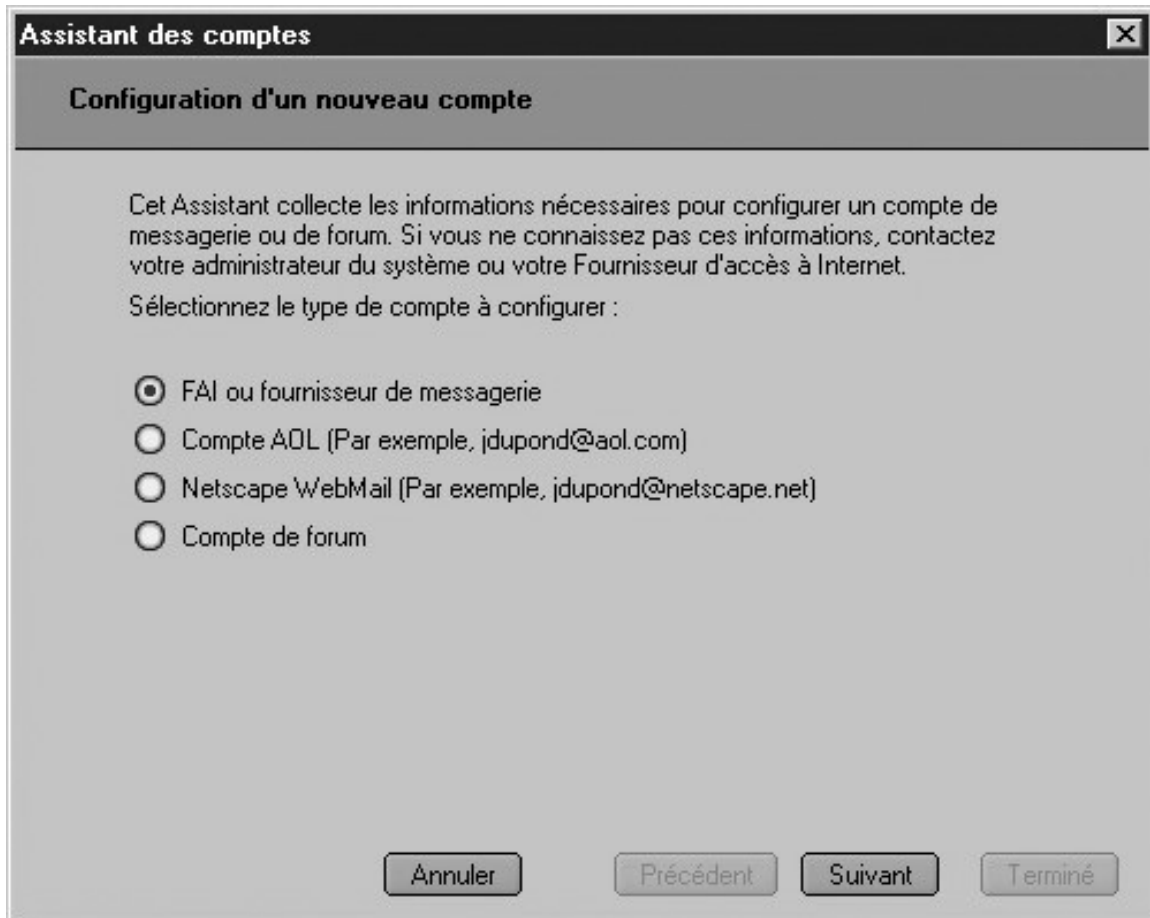 Assistant des comptes
Configuration d'un nouveau compte
Cet Assistant collecte les informations nécessaires pour configurer un compte de
messagerie ou de forum. Si vous ne connaissez pas ces informations, contactez
votre administrateur du système ou votre Fournisseur d'accès à Internet.
Sélectionnez le type de compte à configurer :
FAI ou fournisseur de messagerie
Compte AOL (Par exemple, jdupond@aol.com)
Netscape WebMail (Par exemple, jdupond@netscape.net)
Compte de forum
Annuler Précédent Suivant Terminé